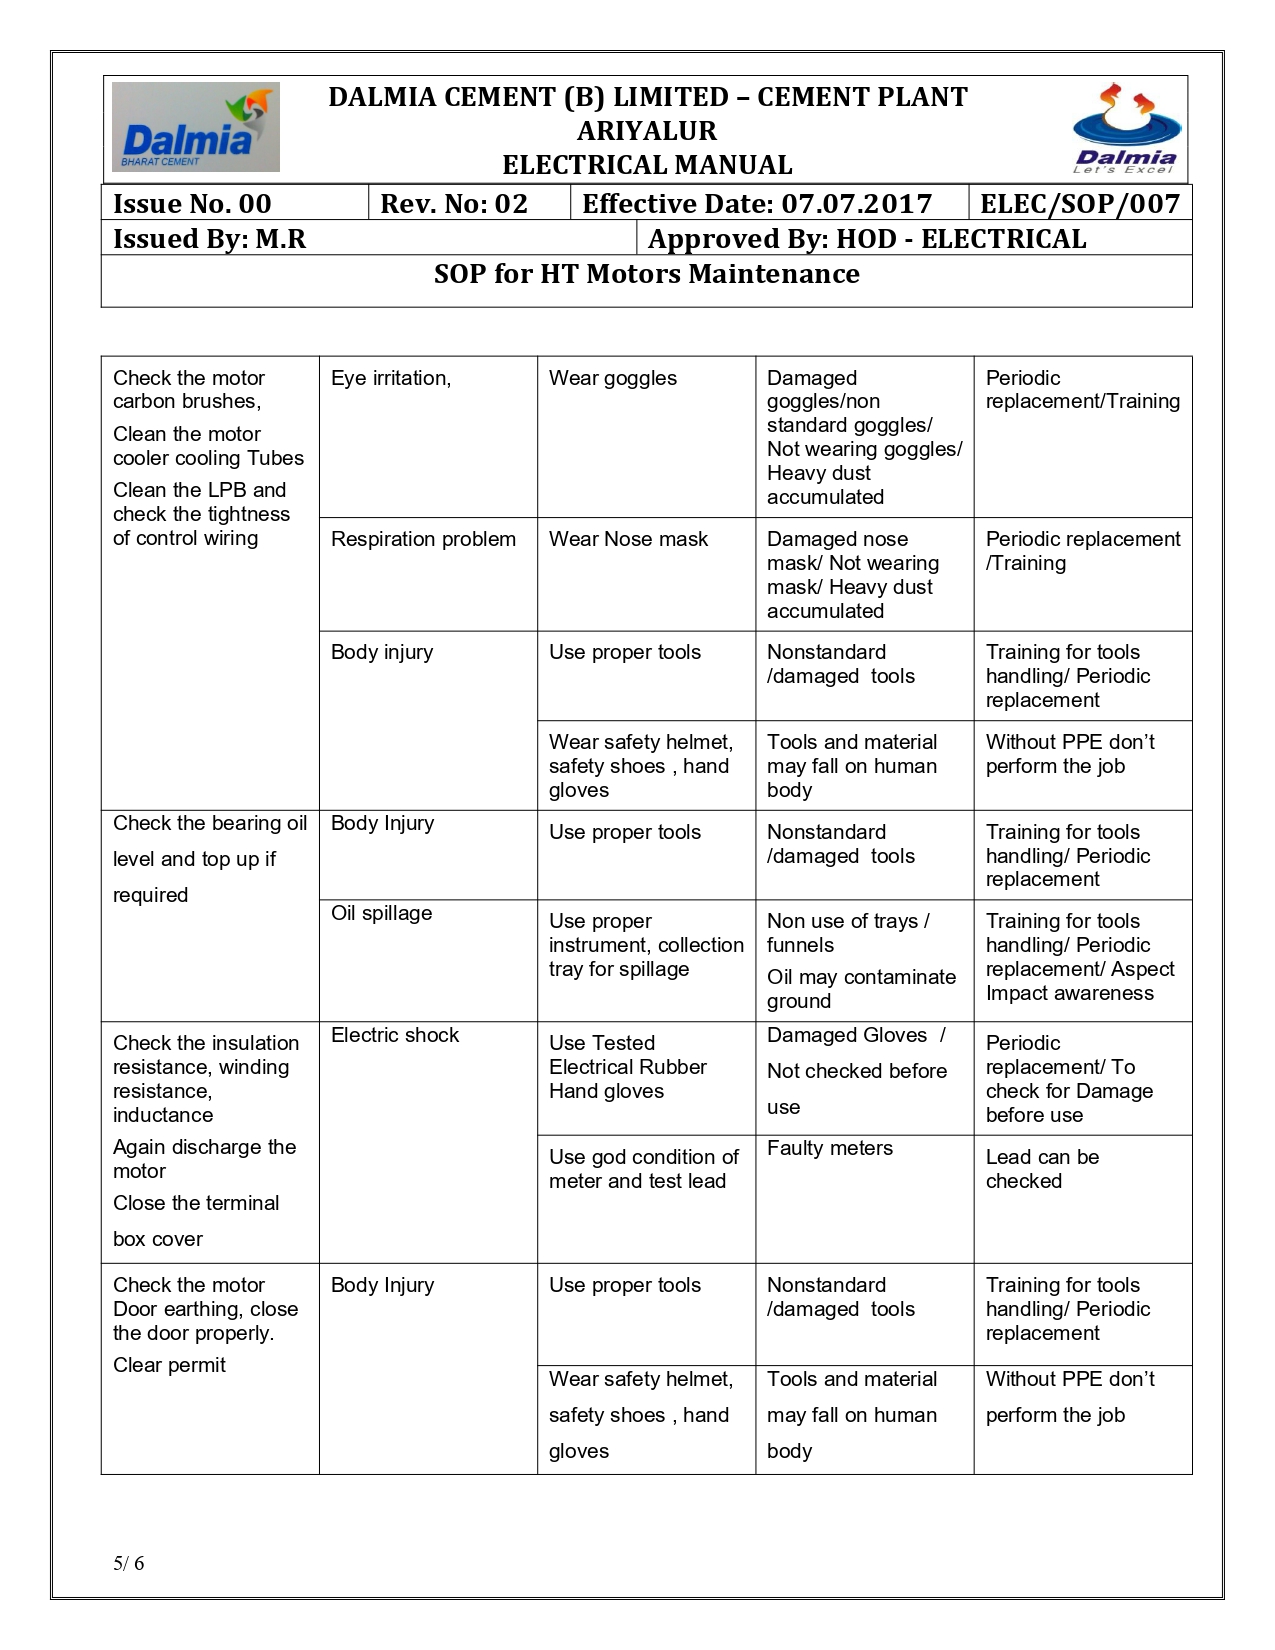 Dalmia
BHARAT CEMENT
DALMIA CEMENT (B) LIMITED – CEMENT PLANT
ARIYALUR
ELECTRICAL MANUAL
Dalmia
Let's Excel
Issue No. 00 Rev. No: 02 Effective Date: 07.07.2017 ELEC/SOP/007
Issued By: M.R Approved By: HOD - ELECTRICAL
SOP for HT Motors Maintenance
Check the motor
carbon brushes,
Clean the motor
cooler cooling Tubes
Clean the LPB and
check the tightness
of control wiring
Eye irritation,
Wear goggles
Damaged
goggles/non
standard goggles/
Not wearing goggles/
Heavy dust
accumulated
Periodic
replacement/Training
Respiration problem
Wear Nose mask
Damaged nose
mask/ Not wearing
mask/ Heavy dust
accumulated
Periodic replacement
/Training
Body injury
Use proper tools
Nonstandard
/damaged  tools
Training for tools
handling/ Periodic
replacement
Wear safety helmet,
safety shoes , hand
gloves
Tools and material
may fall on human
body
Without PPE don’t
perform the job
Check the bearing oil
level and top up if
required
Body Injury
Use proper tools
Nonstandard
/damaged  tools
Training for tools
handling/ Periodic
replacement
Oil spillage
Use proper
instrument, collection
tray for spillage
Non use of trays /
funnels
Oil may contaminate
ground
Training for tools
handling/ Periodic
replacement/ Aspect
Impact awareness
Check the insulation
resistance, winding
resistance,
inductance
Again discharge the
motor
Close the terminal
box cover
Electric shock
Use Tested
Electrical Rubber
Hand gloves
Damaged Gloves  /
Not checked before
use
Periodic
replacement/ To
check for Damage
before use
Use god condition of
meter and test lead
Faulty meters
Lead can be
checked
Check the motor
Door earthing, close
the door properly.
Clear permit
Body Injury
Use proper tools
Nonstandard
/damaged  tools
Training for tools
handling/ Periodic
replacement
Wear safety helmet,
safety shoes , hand
gloves
Tools and material
may fall on human
body
Without PPE don’t
perform the job
5/ 6